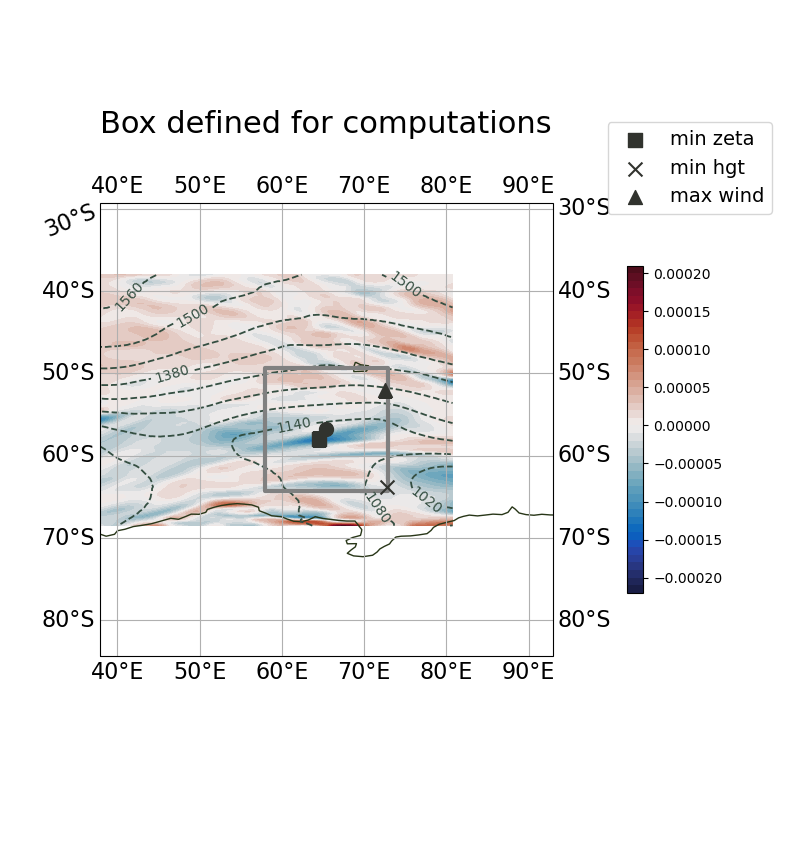 Box defined for computations
min zeta
min hgt
max wind
40°E 50°E 60°E 70°E 80°E 90°E
30°S 30°S
40°S 40°S
50°S 50°S
60°S 60°S
70°S 70°S
80°S 80°S
40°E 50°E 60°E 70°E 80°E 90°E
1560
1500
1500
1380
1140
1080
1020
0.00020
0.00015
0.00010
0.00005
0.00000
−0.00005
−0.00010
−0.00015
−0.00020